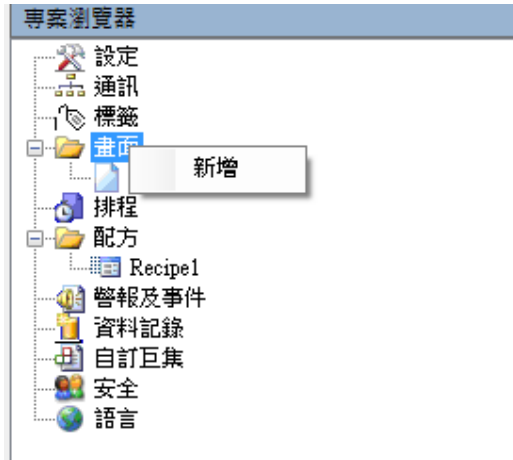 專案瀏覽器
設定
通訊
標籤
畫面
新增
排程
配方
Recipe1
警報及事件
資料記錄
自訂巨集
安全
語言